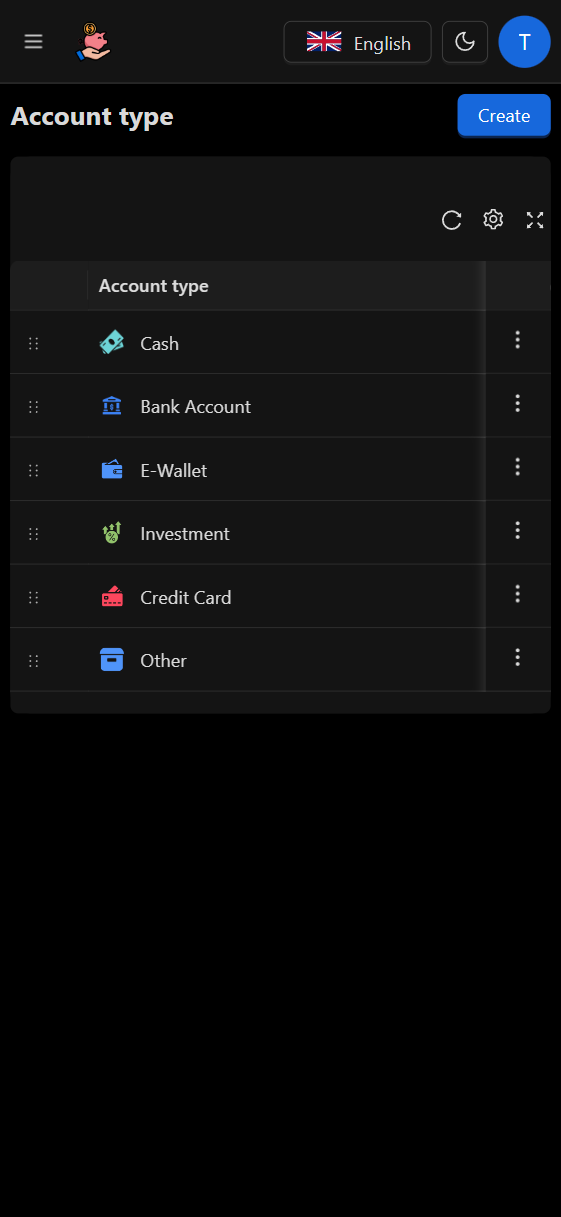 English
T
Account type
Create
Account type
Cash
Bank Account
E-Wallet
Investment
Credit Card
Other